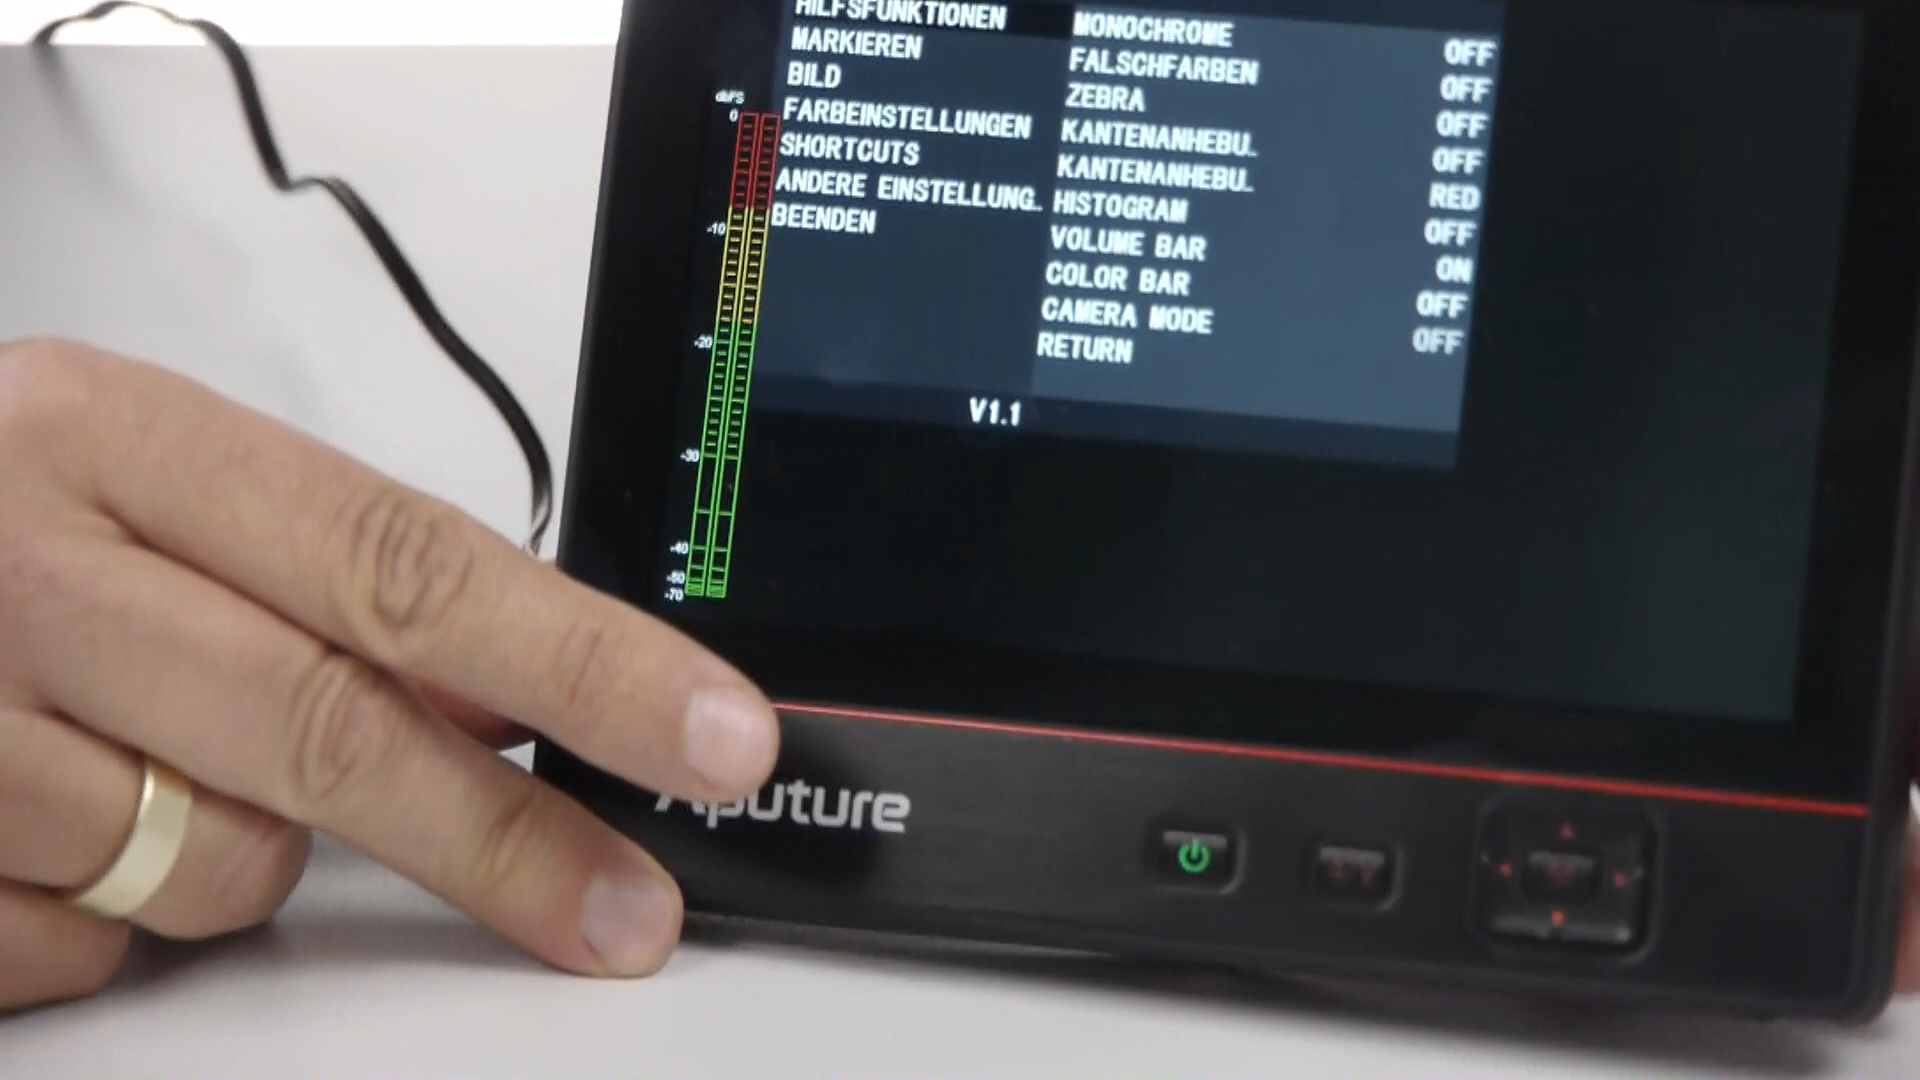 HILFSFUNKTIONEN
MARKIEREN
BILD
FARBEINSTELLUNGEN
SHORTCUTS
ANDERE EINSTELLUNG..
BEENDEN
MONOCHROME OFF
FALSCHFARBEN OFF
ZEBRA OFF
KANTENANHEBU.. OFF
KANTENANHEBU.. RED
HISTOGRAM OFF
VOLUME BAR ON
COLOR BAR OFF
CAMERA MODE OFF
RETURN
V1.1
dbFS
0
-10
-20
-30
-40
-50
-70
Aputure